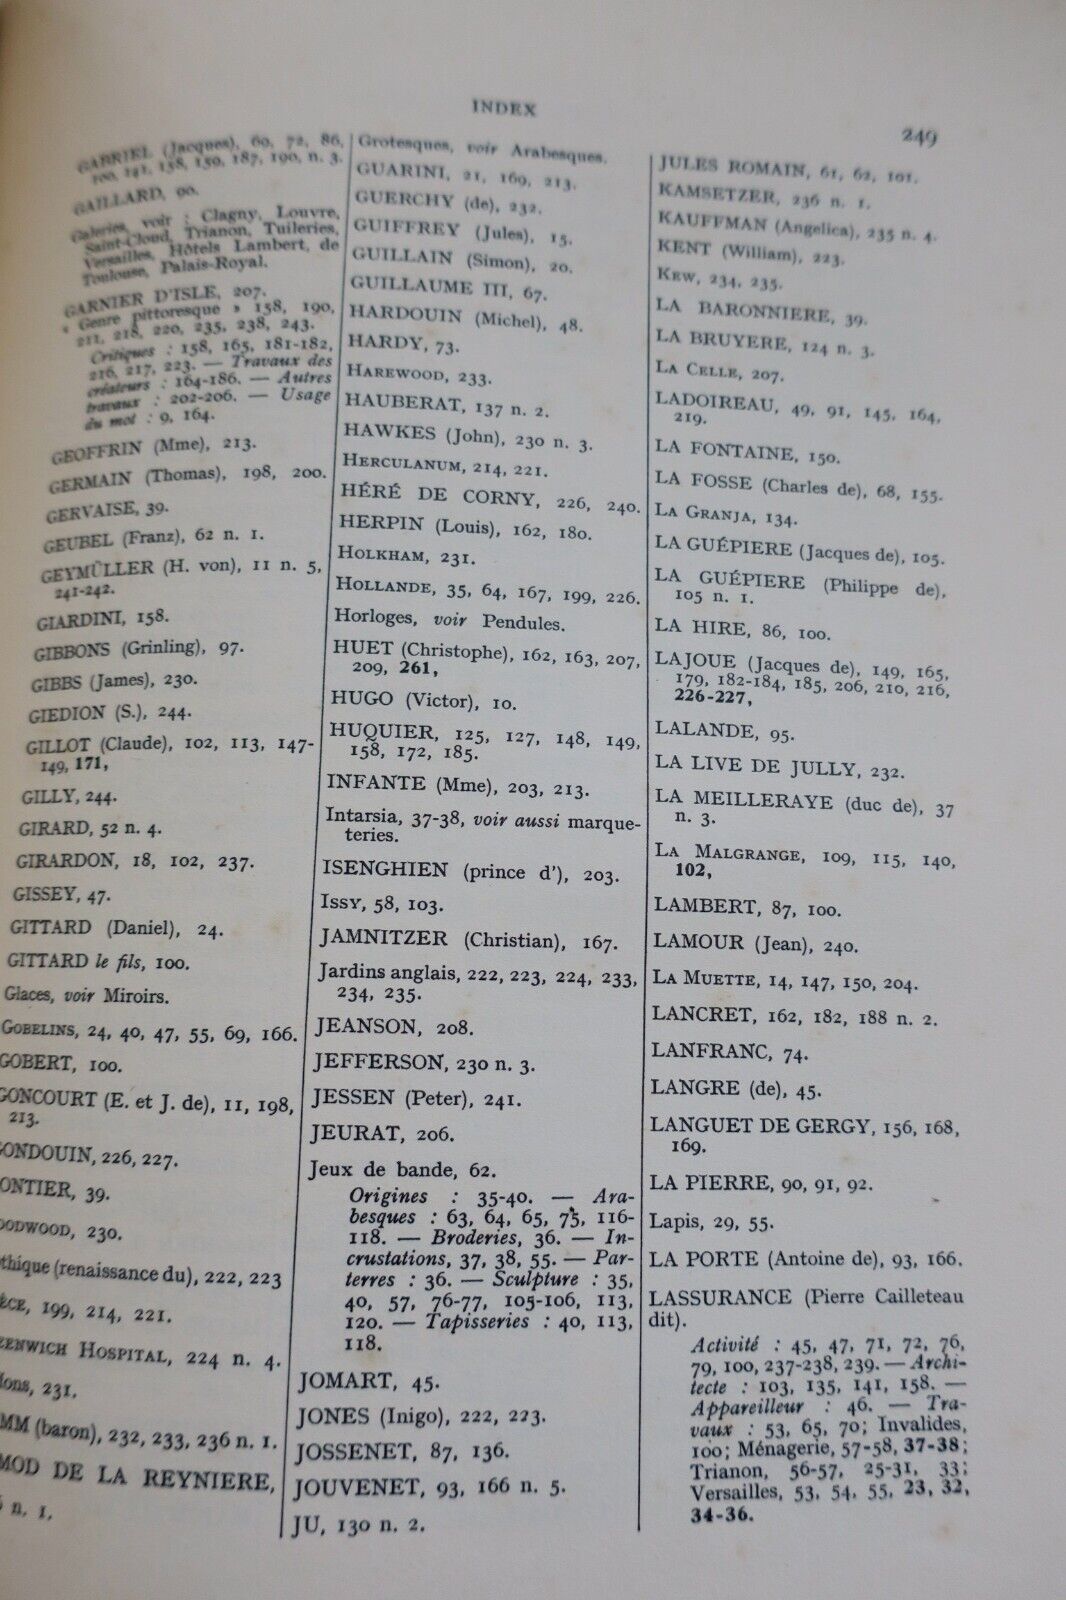 INDEX
249
GABRIEL (Jacques), 60, 72, 86,
100, 141, 158, 159, 187, 190, n. 3.
GAILLARD, 90.
Galeries, voir : Clagny, Louvre,
Saint-Cloud, Trianon, Tuileries,
Versailles, Hôtels Lambert, de
Toulouse, Palais-Royal.
GARNIER D'ISLE, 207.
« Genre pittoresque » 158, 190,
211, 218, 220, 235, 238, 243.
Critiques : 158, 165, 181-182,
216, 217, 223. — Travaux des
créateurs : 164-186. — Autres
travaux : 202-206. — Usage
du mot : 9, 164.
GEOFFRIN (Mme), 213.
GERMAIN (Thomas), 198, 200.
GERVAISE, 39.
GEUBEL (Franz), 62 n. 1.
GEYMÜLLER (H. von), 11 n. 5,
241-242.
GIARDINI, 158.
GIBBONS (Grinling), 97.
GIBBS (James), 230.
GIEDION (S.), 244.
GILLOT (Claude), 102, 113, 147-
149, 171,
GILLY, 244.
GIRARD, 52 n. 4.
GIRARDON, 18, 102, 237.
GISSEY, 47.
GITTARD (Daniel), 24.
GITTARD le fils, 100.
Glaces, voir Miroirs.
GOBELINS, 24, 40, 47, 55, 69, 166.
GOBERT, 100.
GONCOURT (E. et J. de), 11, 198,
213.
ONDOUIN, 226, 227.
ONTIER, 39.
OODWOOD, 230.
thique (renaissance du), 222, 223
ÈCE, 199, 214, 221.
EENWICH HOSPITAL, 224 n. 4.
ons, 231.
MM (baron), 232, 233, 236 n. 1.
MOD DE LA REYNIERE,
n. 1.
Grotesques, voir Arabesques.
GUARINI, 21, 169, 213.
GUERCHY (de), 232.
GUIFFREY (Jules), 15.
GUILLAIN (Simon), 20.
GUILLAUME III, 67.
HARDOUIN (Michel), 48.
HARDY, 73.
HAREWOOD, 233.
HAUBERAT, 137 n. 2.
HAWKES (John), 230 n. 3.
HERCULANUM, 214, 221.
HÉRÉ DE CORNY, 226, 240.
HERPIN (Louis), 162, 180.
HOLKHAM, 231.
HOLLANDE, 35, 64, 167, 199, 226.
Horloges, voir Pendules.
HUET (Christophe), 162, 163, 207,
209, 261,
HUGO (Victor), 10.
HUQUIER, 125, 127, 148, 149,
158, 172, 185.
INFANTE (Mme), 203, 213.
Intarsia, 37-38, voir aussi marque-
teries.
ISENGHIEN (prince d'), 203.
ISSY, 58, 103.
JAMNITZER (Christian), 167.
Jardins anglais, 222, 223, 224, 233,
234, 235.
JEANSON, 208.
JEFFERSON, 230 n. 3.
JESSEN (Peter), 241.
JEURAT, 206.
Jeux de bande, 62.
Origines : 35-40. — Ara-
besques : 63, 64, 65, 75, 116-
118. — Broderies, 36. — In-
crustations, 37, 38, 55. — Par-
terres : 36. — Sculpture : 35,
40, 57, 76-77, 105-106, 113,
120. — Tapisseries : 40, 113,
118.
JOMART, 45.
JONES (Inigo), 222, 223.
JOSSENET, 87, 136.
JOUVENET, 93, 166 n. 5.
JU, 130 n. 2.
JULES ROMAIN, 61, 62, 101.
KAMSETZER, 236 n. 1.
KAUFFMAN (Angelica), 235 n. 4.
KENT (William), 223.
KEW, 234, 235.
LA BARONNIERE, 39.
LA BRUYERE, 124 n. 3.
LA CELLE, 207.
LADOIREAU, 49, 91, 145, 164,
219.
LA FONTAINE, 150.
LA FOSSE (Charles de), 68, 155.
LA GRANJA, 134.
LA GUÉPIERE (Jacques de), 105.
LA GUÉPIERE (Philippe de),
105 n. 1.
LA HIRE, 86, 100.
LAJOUE (Jacques de), 149, 165,
179, 182-184, 185, 206, 210, 216,
226-227,
LALANDE, 95.
LA LIVE DE JULLY, 232.
LA MEILLERAYE (duc de), 37
n. 3.
LA MALGRANGE, 109, 115, 140,
102,
LAMBERT, 87, 100.
LAMOUR (Jean), 240.
LA MUETTE, 14, 147, 150, 204.
LANCRET, 162, 182, 188 n. 2.
LANFRANC, 74.
LANGRE (de), 45.
LANGUET DE GERGY, 156, 168,
169.
LA PIERRE, 90, 91, 92.
Lapis, 29, 55.
LA PORTE (Antoine de), 93, 166.
LASSURANCE (Pierre Cailleteau
dit).
Activité : 45, 47, 71, 72, 76,
79, 100, 237-238, 239. — Archi-
tecte : 103, 135, 141, 158. —
Appareilleur : 46. — Tra-
vaux : 53, 65, 70; Invalides,
100; Ménagerie, 57-58, 37-38;
Trianon, 56-57, 25-31, 33;
Versailles, 53, 54, 55, 23, 32,
34-36.